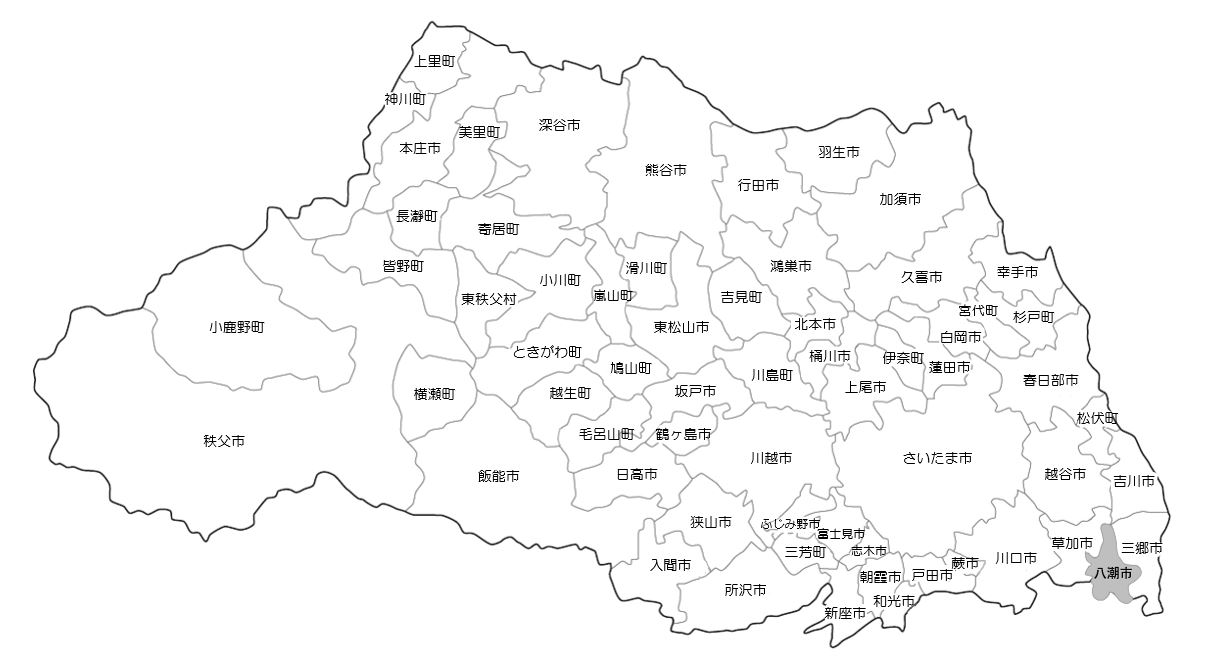 上里町
神川町
本庄市
美里町
深谷市
熊谷市
行田市
羽生市
加須市
長瀞町
寄居町
皆野町
東秩父村
小川町
嵐山町
滑川町
吉見町
鴻巣市
久喜市
幸手市
小鹿野町
東松山市
北本市
宮代町
杉戸町
ときがわ町
鳩山町
桶川市
伊奈町
白岡市
蓮田市
春日部市
横瀬町
越生町
坂戸市
川島町
上尾市
松伏町
秩父市
飯能市
毛呂山町
鶴ヶ島市
日高市
川越市
さいたま市
越谷市
吉川市
狭山市
ふじみ野市
富士見市
三芳町
志木市
入間市
所沢市
朝霞市
戸田市
蕨市
川口市
草加市
三郷市
八潮市
新座市
和光市